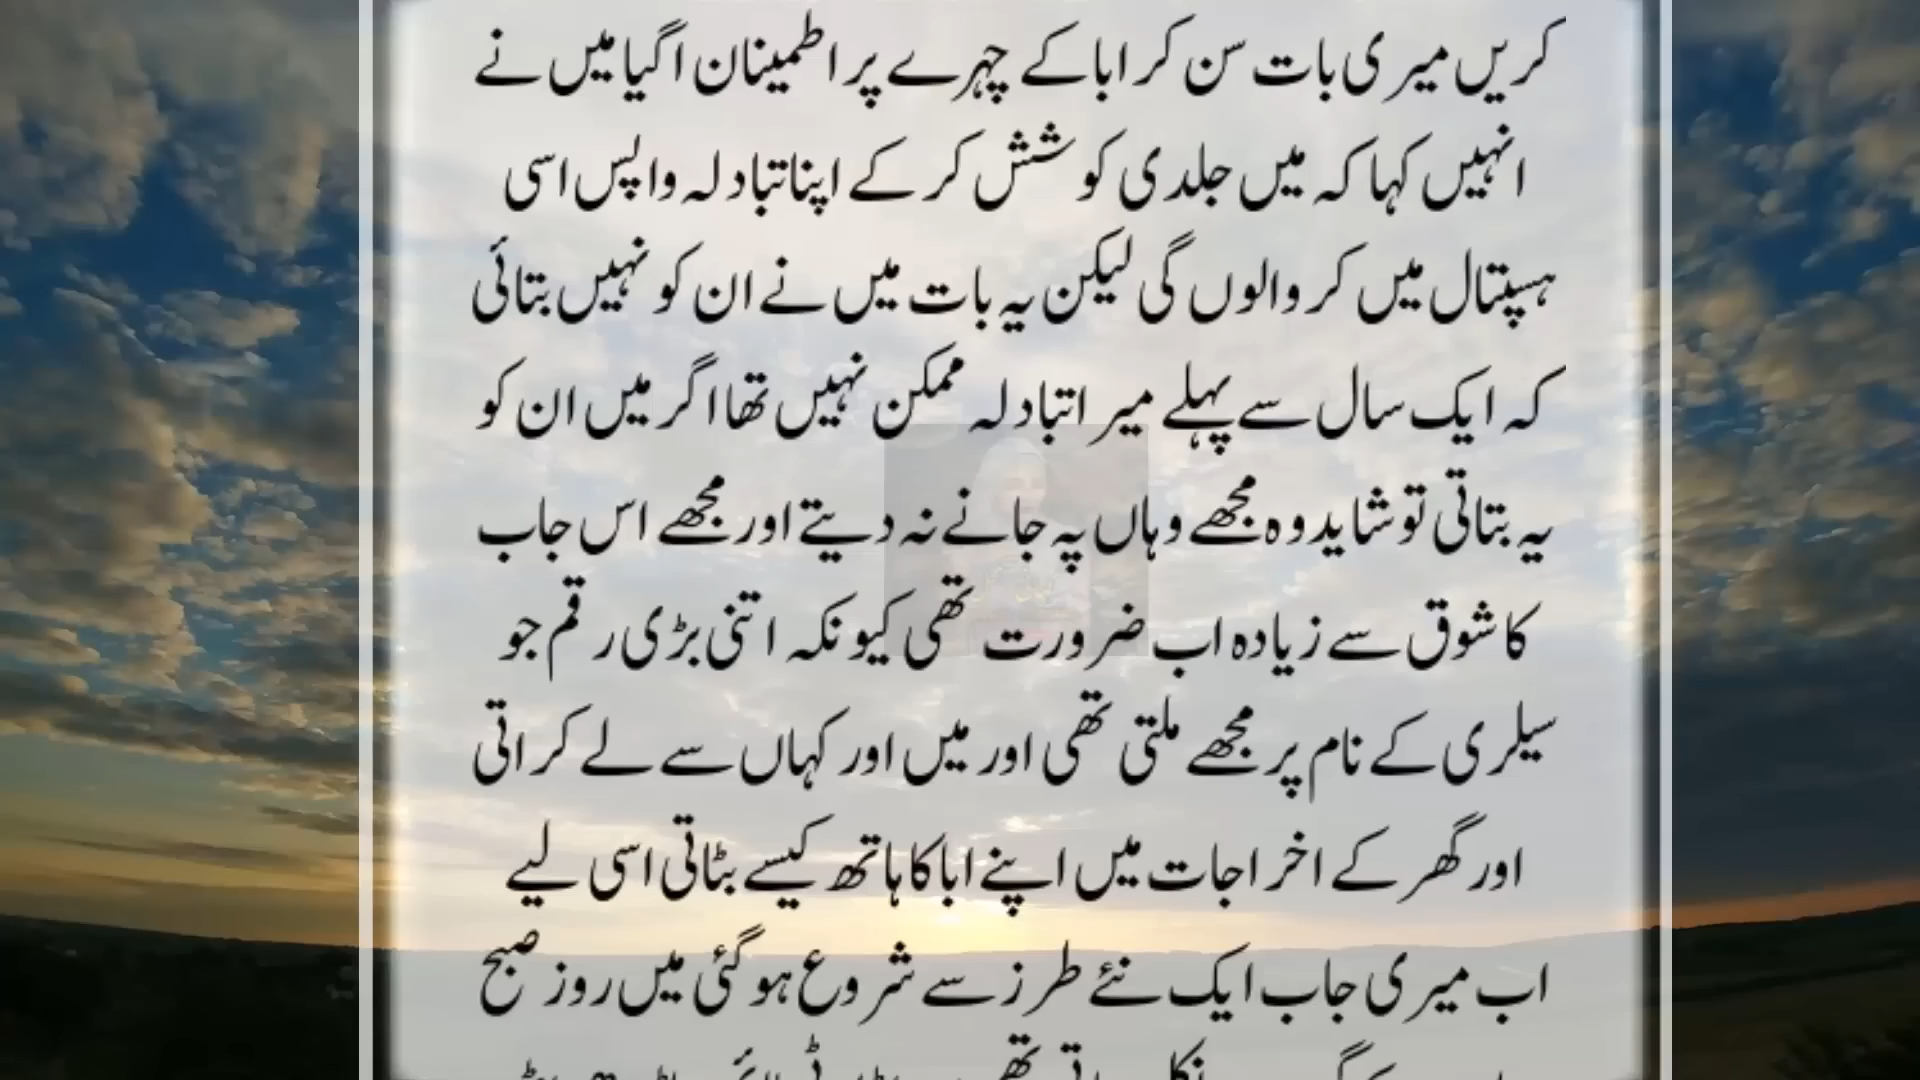 کریں میری بات سن کر ابا کے چہرے پر اطمینان اگیا میں نے
انہیں کہا کہ میں جلدی کوشش کر کے اپنا تبادلہ واپس اسی
ہسپتال میں کروالوں گی لیکن یہ بات میں نے ان کو نہیں بتائی
کہ ایک سال سے پہلے میرا تبادلہ ممکن نہیں تھا اگر میں ان کو
یہ بتاتی تو شاید وہ مجھے وہاں پہ جانے نہ دیتے اور مجھے اس جاب
کا شوق سے زیادہ اب ضرورت تھی کیونکہ اتنی بڑی رقم جو
سیلری کے نام پر مجھے ملتی تھی اور میں اور کہاں سے لے کر اتی
اور گھر کے اخراجات میں اپنے ابا کا ہاتھ کیسے بٹاتی اسی لیے
اب میری جاب ایک نئے طرز سے شروع ہو گئی میں روز صبح